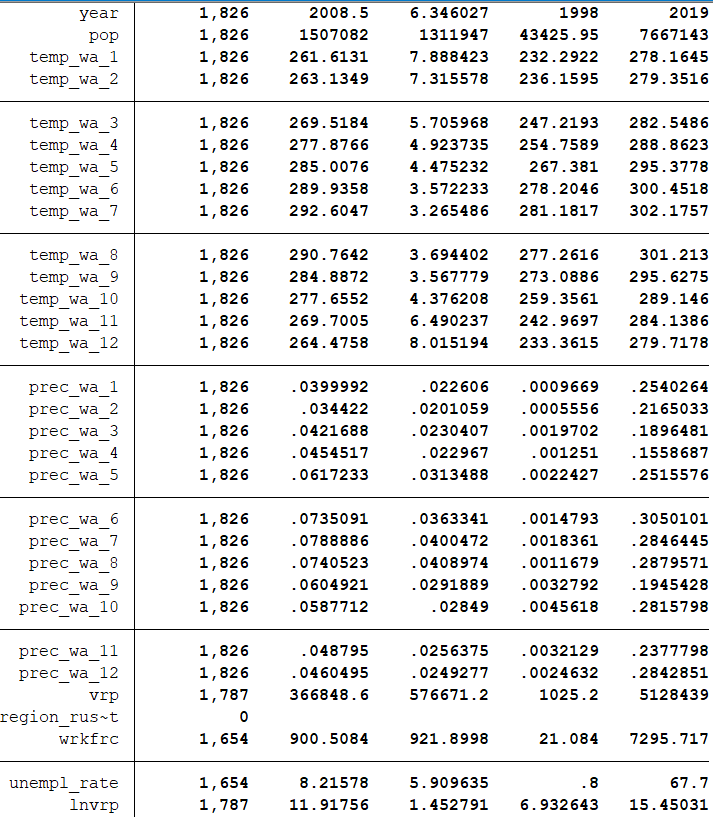 year 1,826 2008.5 6.346027 1998 2019
pop 1,826 1507082 1311947 43425.95 7667143
temp_wa_1 1,826 261.6131 7.888423 232.2922 278.1645
temp_wa_2 1,826 263.1349 7.315578 236.1595 279.3516
temp_wa_3 1,826 269.5184 5.705968 247.2193 282.5486
temp_wa_4 1,826 277.8766 4.923735 254.7589 288.8623
temp_wa_5 1,826 285.0076 4.475232 267.381 295.3778
temp_wa_6 1,826 289.9358 3.572233 278.2046 300.4518
temp_wa_7 1,826 292.6047 3.265486 281.1817 302.1757
temp_wa_8 1,826 290.7642 3.694402 277.2616 301.213
temp_wa_9 1,826 284.8872 3.567779 273.0886 295.6275
temp_wa_10 1,826 277.6552 4.376208 259.3561 289.146
temp_wa_11 1,826 269.7005 6.490237 242.9697 284.1386
temp_wa_12 1,826 264.4758 8.015194 233.3615 279.7178
prec_wa_1 1,826 .0399992 .022606 .0009669 .2540264
prec_wa_2 1,826 .034422 .0201059 .0005556 .2165033
prec_wa_3 1,826 .0421688 .0230407 .0019702 .1896481
prec_wa_4 1,826 .0454517 .022967 .001251 .1558687
prec_wa_5 1,826 .0617233 .0313488 .0022427 .2515576
prec_wa_6 1,826 .0735091 .0363341 .0014793 .3050101
prec_wa_7 1,826 .0788886 .0400472 .0018361 .2846445
prec_wa_8 1,826 .0740523 .0408974 .0011679 .2879571
prec_wa_9 1,826 .0604921 .0291889 .0032792 .1945428
prec_wa_10 1,826 .0587712 .02849 .0045618 .2815798
prec_wa_11 1,826 .048795 .0256375 .0032129 .2377798
prec_wa_12 1,826 .0460495 .0249277 .0024632 .2842851
vrp 1,787 366848.6 576671.2 1025.2 5128439
region_rus~t 0
wrkfrc 1,654 900.5084 921.8998 21.084 7295.717
unempl_rate 1,654 8.21578 5.909635 .8 67.7
lnvrp 1,787 11.91756 1.452791 6.932643 15.45031